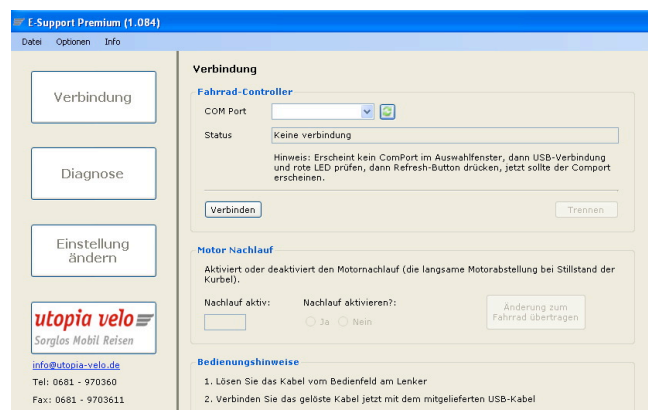 E-Support Premium (1.084)
Datei Optionen Info
Verbindung
Diagnose
Einstellung
ändern
utopia velo
Sorglos Mobil Reisen
info@utopia-velo.de
Tel: 0681 - 970360
Fax: 0681 - 9703611
Verbindung
Fahrrad-Controller
COM Port
Status Keine verbindung
Hinweis: Erscheint kein ComPort im Auswahlfenster, dann USB-Verbindung
und rote LED prüfen, dann Refresh-Button drücken, jetzt sollte der Comport
erscheinen.
Verbinden Trennen
Motor Nachlauf
Aktiviert oder deaktiviert den Motornachlauf (die langsame Motorabstellung bei Stillstand der
Kurbel).
Nachlauf aktiv: Nachlauf aktivieren?:
Ja Nein
Änderung zum
Fahrrad übertragen
Bedienungshinweise
1. Lösen Sie das Kabel vom Bedienfeld am Lenker
2. Verbinden Sie das gelöste Kabel jetzt mit dem mitgelieferten USB-Kabel